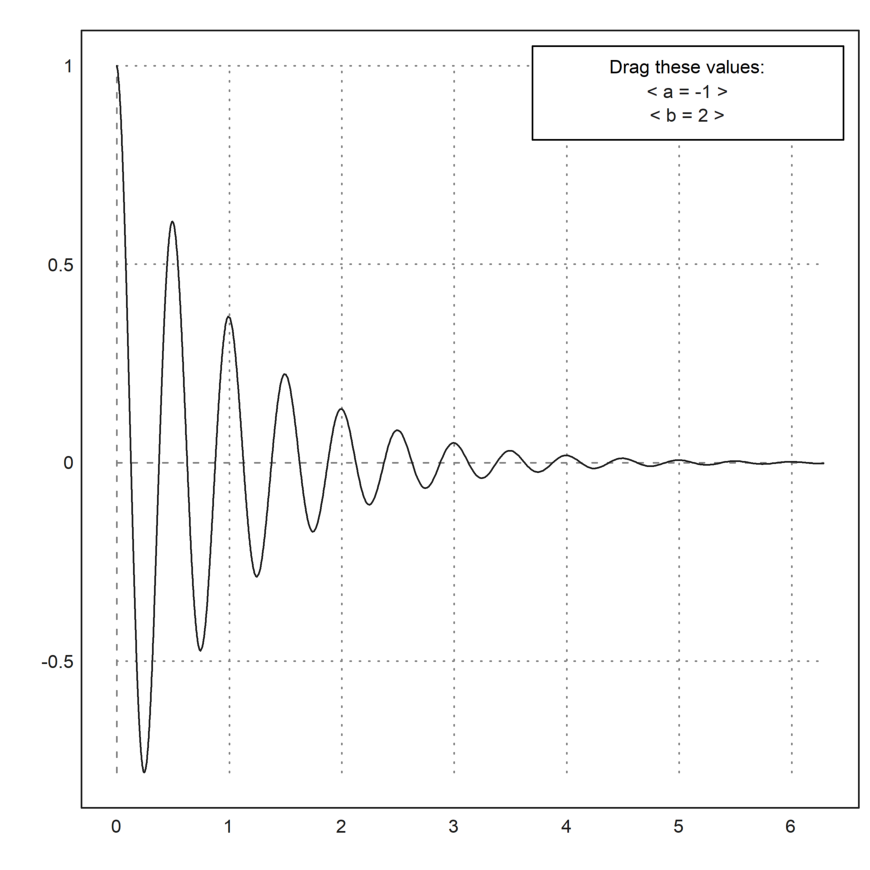 Drag these values:
< a = -1 >
< b = 2 >
1
0.5
0
-0.5
0 1 2 3 4 5 6